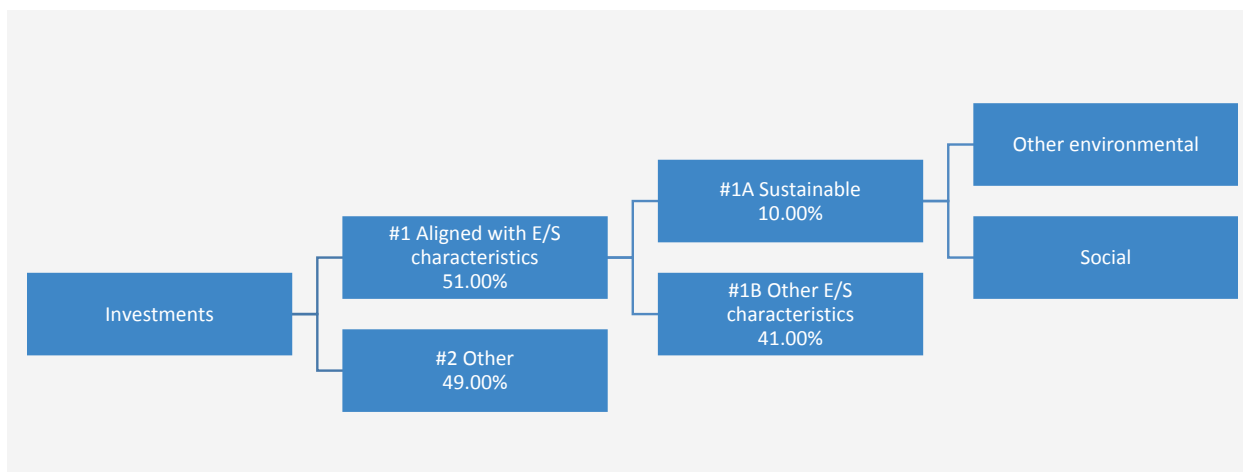 Investments
#1 Aligned with E/S
characteristics
51.00%
#2 Other
49.00%
#1A Sustainable
10.00%
#1B Other E/S
characteristics
41.00%
Other environmental
Social